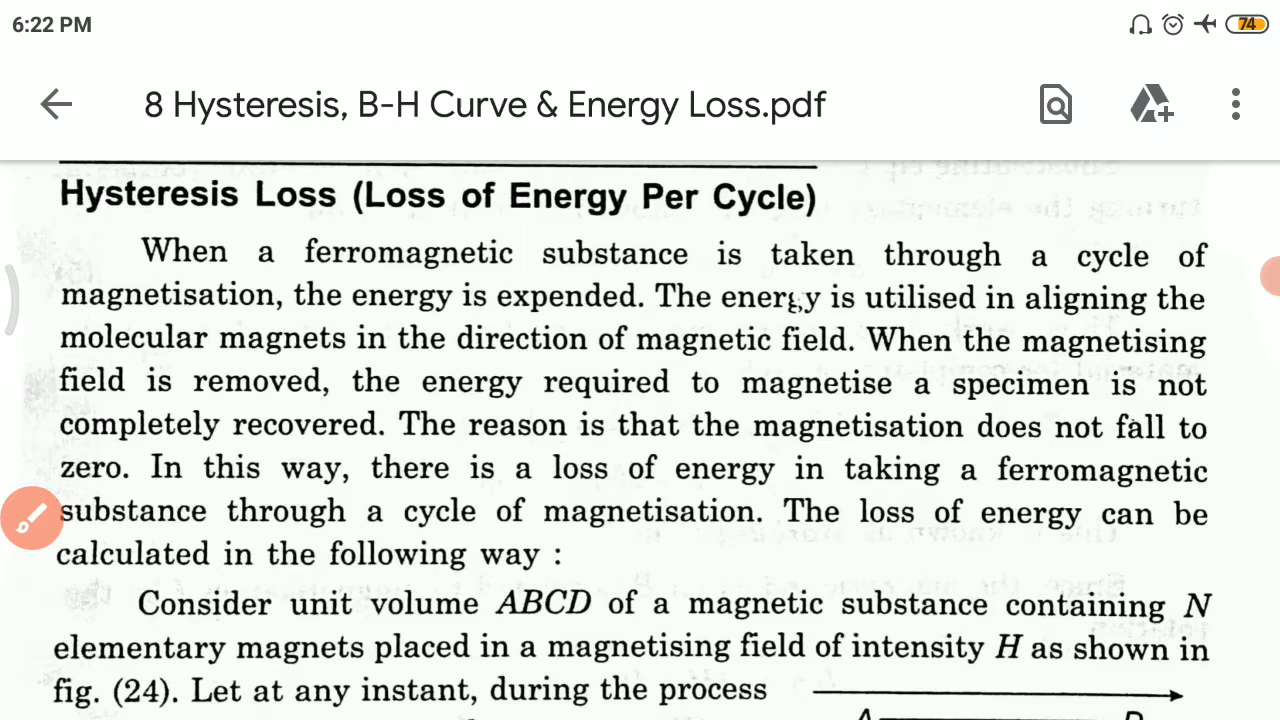 6:22 PM
74
8 Hysteresis, B-H Curve & Energy Loss.pdf
Hysteresis Loss (Loss of Energy Per Cycle)
When a ferromagnetic substance is taken through a cycle of
magnetisation, the energy is expended. The energy is utilised in aligning the
molecular magnets in the direction of magnetic field. When the magnetising
field is removed, the energy required to magnetise a specimen is not
completely recovered. The reason is that the magnetisation does not fall to
zero. In this way, there is a loss of energy in taking a ferromagnetic
substance through a cycle of magnetisation. The loss of energy can be
calculated in the following way :
Consider unit volume ABCD of a magnetic substance containing N
elementary magnets placed in a magnetising field of intensity H as shown in
fig. (24). Let at any instant, during the process